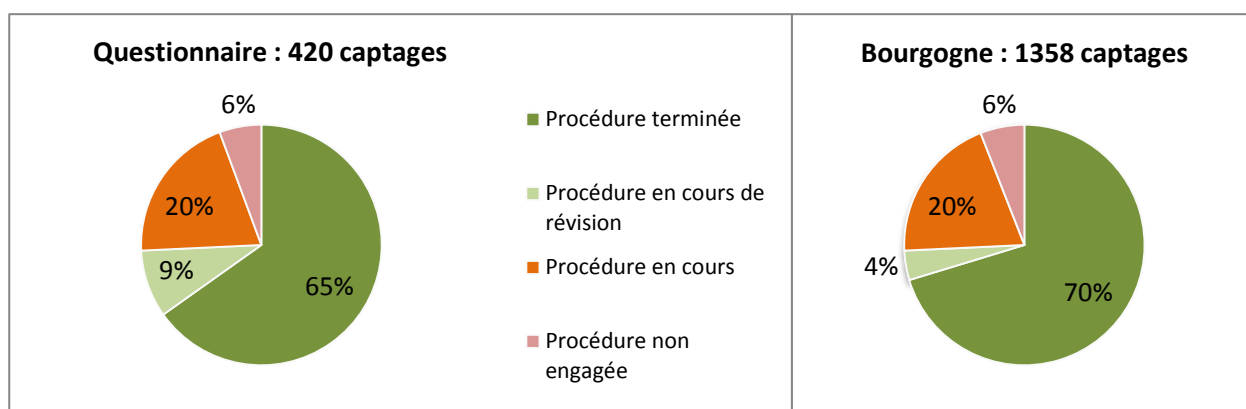 Questionnaire : 420 captages
6%
20%
9%
65%
Procédure terminée
Procédure en cours de
révision
Procédure en cours
Procédure non
engagée
Bourgogne : 1358 captages
6%
20%
4%
70%